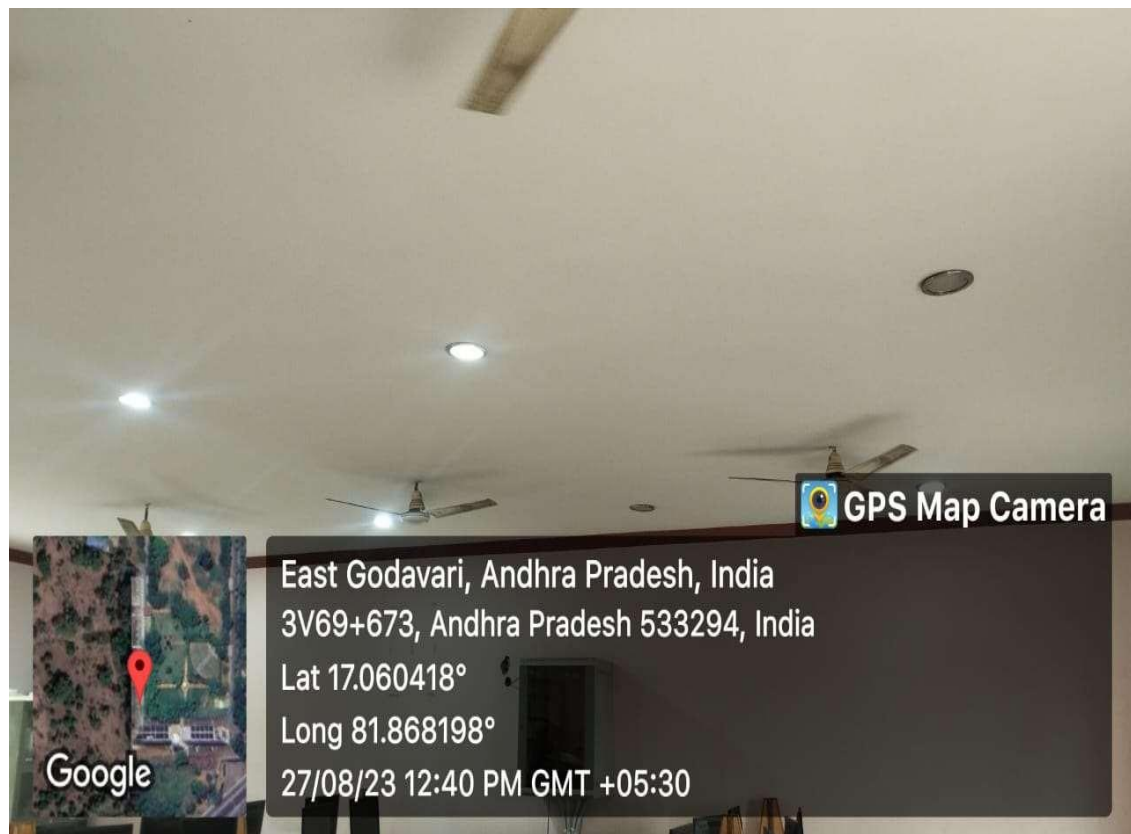 GPS Map Camera
East Godavari, Andhra Pradesh, India
3V69+673, Andhra Pradesh 533294, India
Lat 17.060418°
Long 81.868198°
27/08/23 12:40 PM GMT +05:30
Google